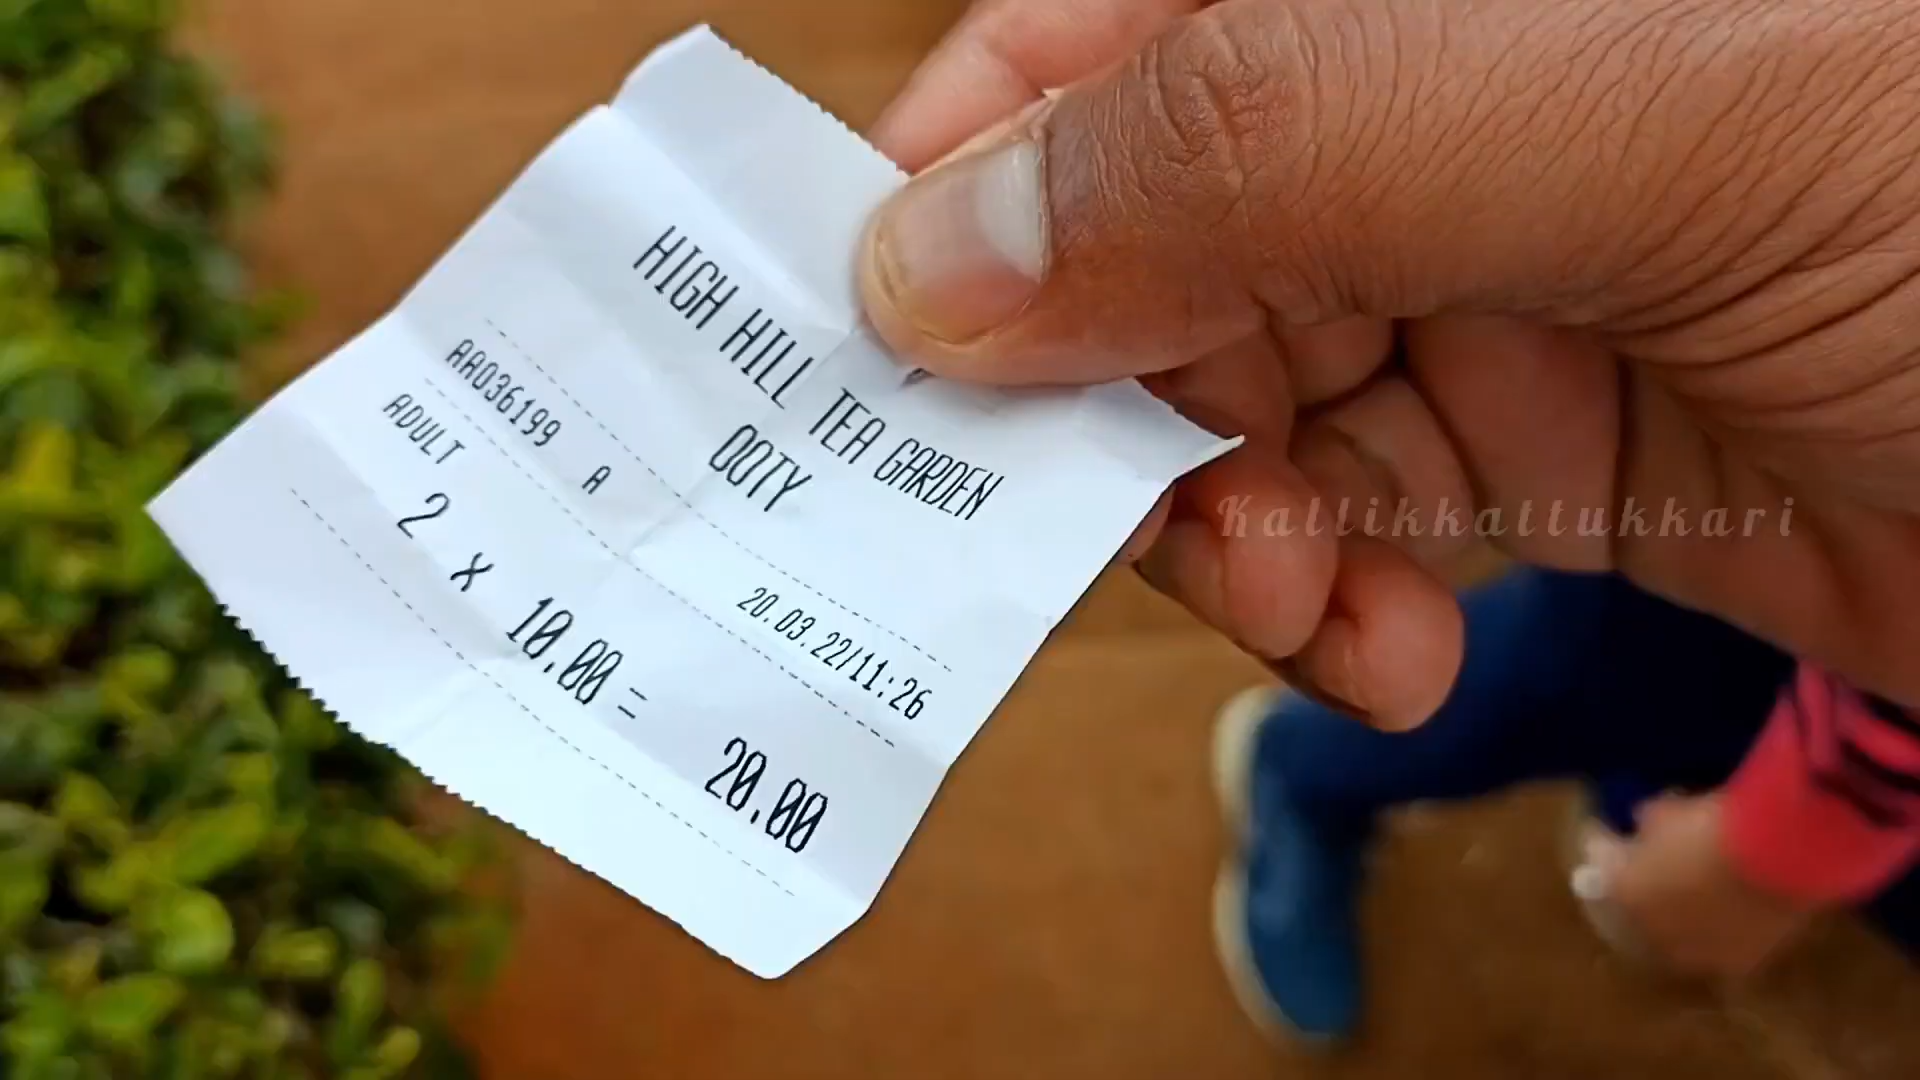 HIGH HILL TEA GARDEN
OOTY
AA036199 A 20.03.22/11:26
ADULT
2 x 10.00 = 20.00
Kallikkattukkari